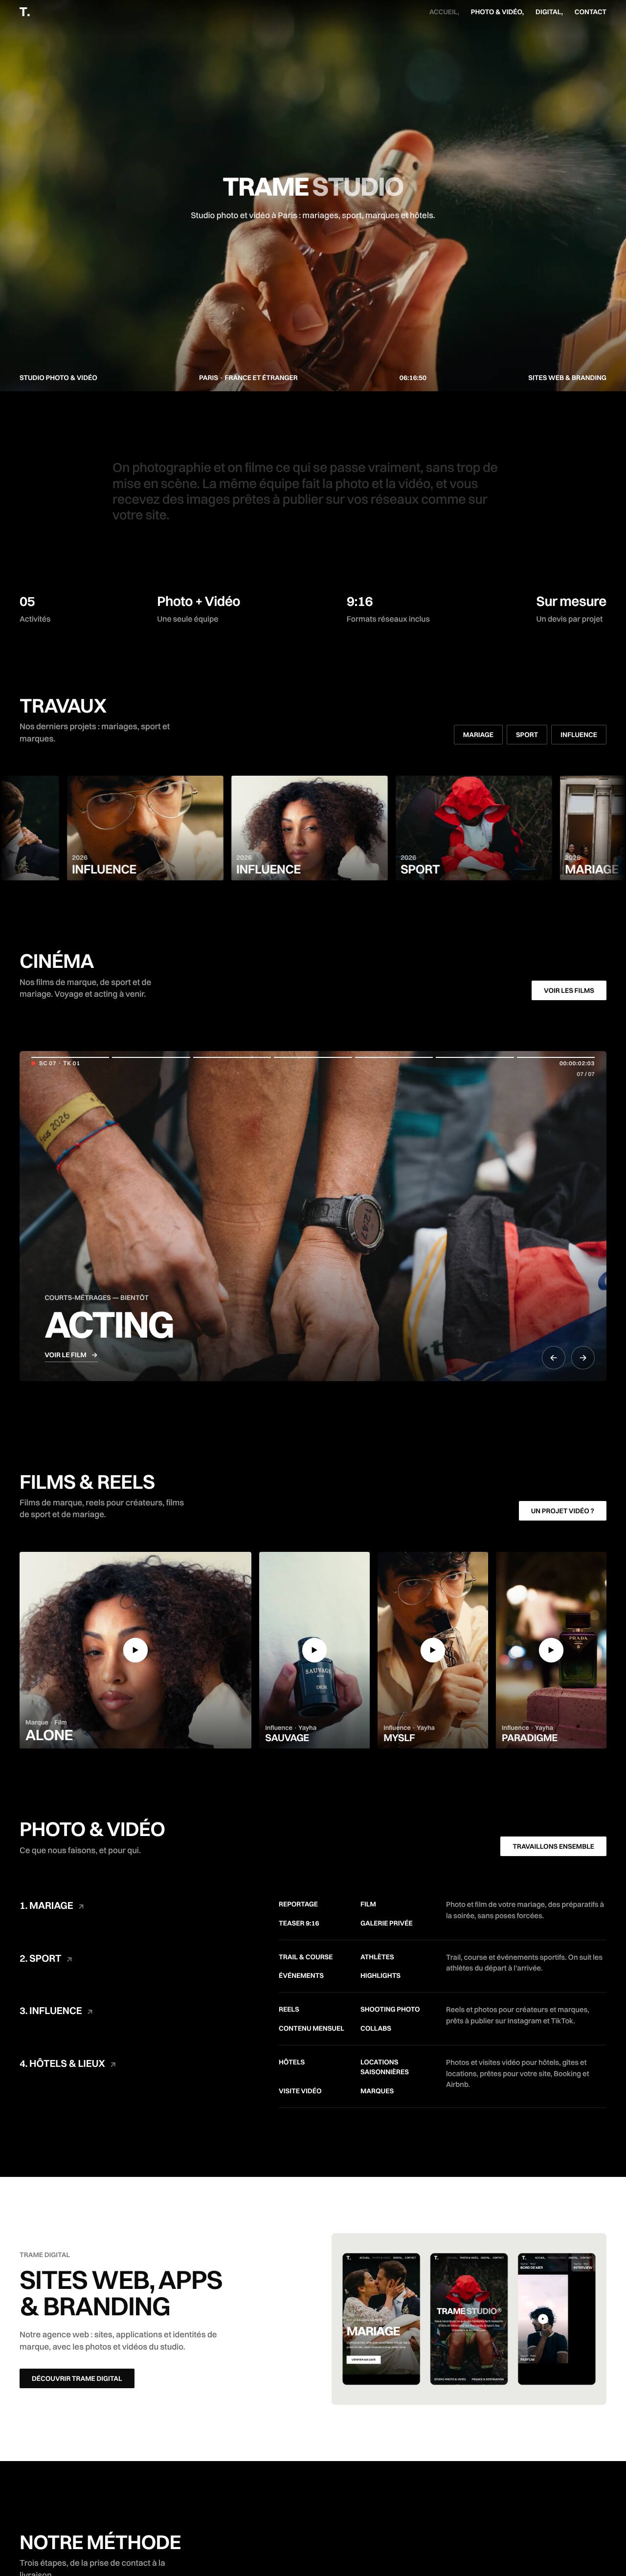 T.
ACCUEIL, PHOTO & VIDÉO, DIGITAL, CONTACT
TRAME STUDIO
Studio photo et vidéo à Paris : mariages, sport, marques et hôtels.
STUDIO PHOTO & VIDÉO
PARIS · FRANCE ET ÉTRANGER
06:16:50
SITES WEB & BRANDING
On photographie et on filme ce qui se passe vraiment, sans trop de
mise en scène. La même équipe fait la photo et la vidéo, et vous
recevez des images prêtes à publier sur vos réseaux comme sur
votre site.
05
Activités
Photo + Vidéo
Une seule équipe
9:16
Formats réseaux inclus
Sur mesure
Un devis par projet
TRAVAUX
Nos derniers projets : mariages, sport et
marques.
MARIAGE
SPORT
INFLUENCE
2026
INFLUENCE
2026
INFLUENCE
2026
SPORT
2026
MARIAGE
CINÉMA
Nos films de marque, de sport et de
mariage. Voyage et acting à venir.
VOIR LES FILMS
SC 07 · TK 01
00:00:02:03
07 / 07
2026
COURTS-MÉTRAGES — BIENTÔT
ACTING
VOIR LE FILM →
FILMS & REELS
Films de marque, reels pour créateurs, films
de sport et de mariage.
UN PROJET VIDÉO ?
Marque · Film
ALONE
SAUVAGE
DIOR
Influence · Yayha
SAUVAGE
Influence · Yayha
MYSLF
PRADA
Influence · Yayha
PARADIGME
PHOTO & VIDÉO
Ce que nous faisons, et pour qui.
TRAVAILLONS ENSEMBLE
1. MARIAGE ↗
REPORTAGE
FILM
TEASER 9:16
GALERIE PRIVÉE
Photo et film de votre mariage, des préparatifs à
la soirée, sans poses forcées.
2. SPORT ↗
TRAIL & COURSE
ATHLÈTES
ÉVÉNEMENTS
HIGHLIGHTS
Trail, course et événements sportifs. On suit les
athlètes du départ à l'arrivée.
3. INFLUENCE ↗
REELS
SHOOTING PHOTO
CONTENU MENSUEL
COLLABS
Reels et photos pour créateurs et marques,
prêts à publier sur Instagram et TikTok.
4. HÔTELS & LIEUX ↗
HÔTELS
LOCATIONS
SAISONNIÈRES
VISITE VIDÉO
MARQUES
Photos et visites vidéo pour hôtels, gîtes et
locations, prêtes pour votre site, Booking et
Airbnb.
TRAME DIGITAL
SITES WEB, APPS
& BRANDING
Notre agence web : sites, applications et identités de
marque, avec les photos et vidéos du studio.
DÉCOUVRIR TRAME DIGITAL
T.
MARIAGE
T.
TRAME STUDIO®
T.
BORD DE MER
INTERVIEW
PARFUM
NOTRE MÉTHODE
Trois étapes, de la prise de contact à la
livraison.